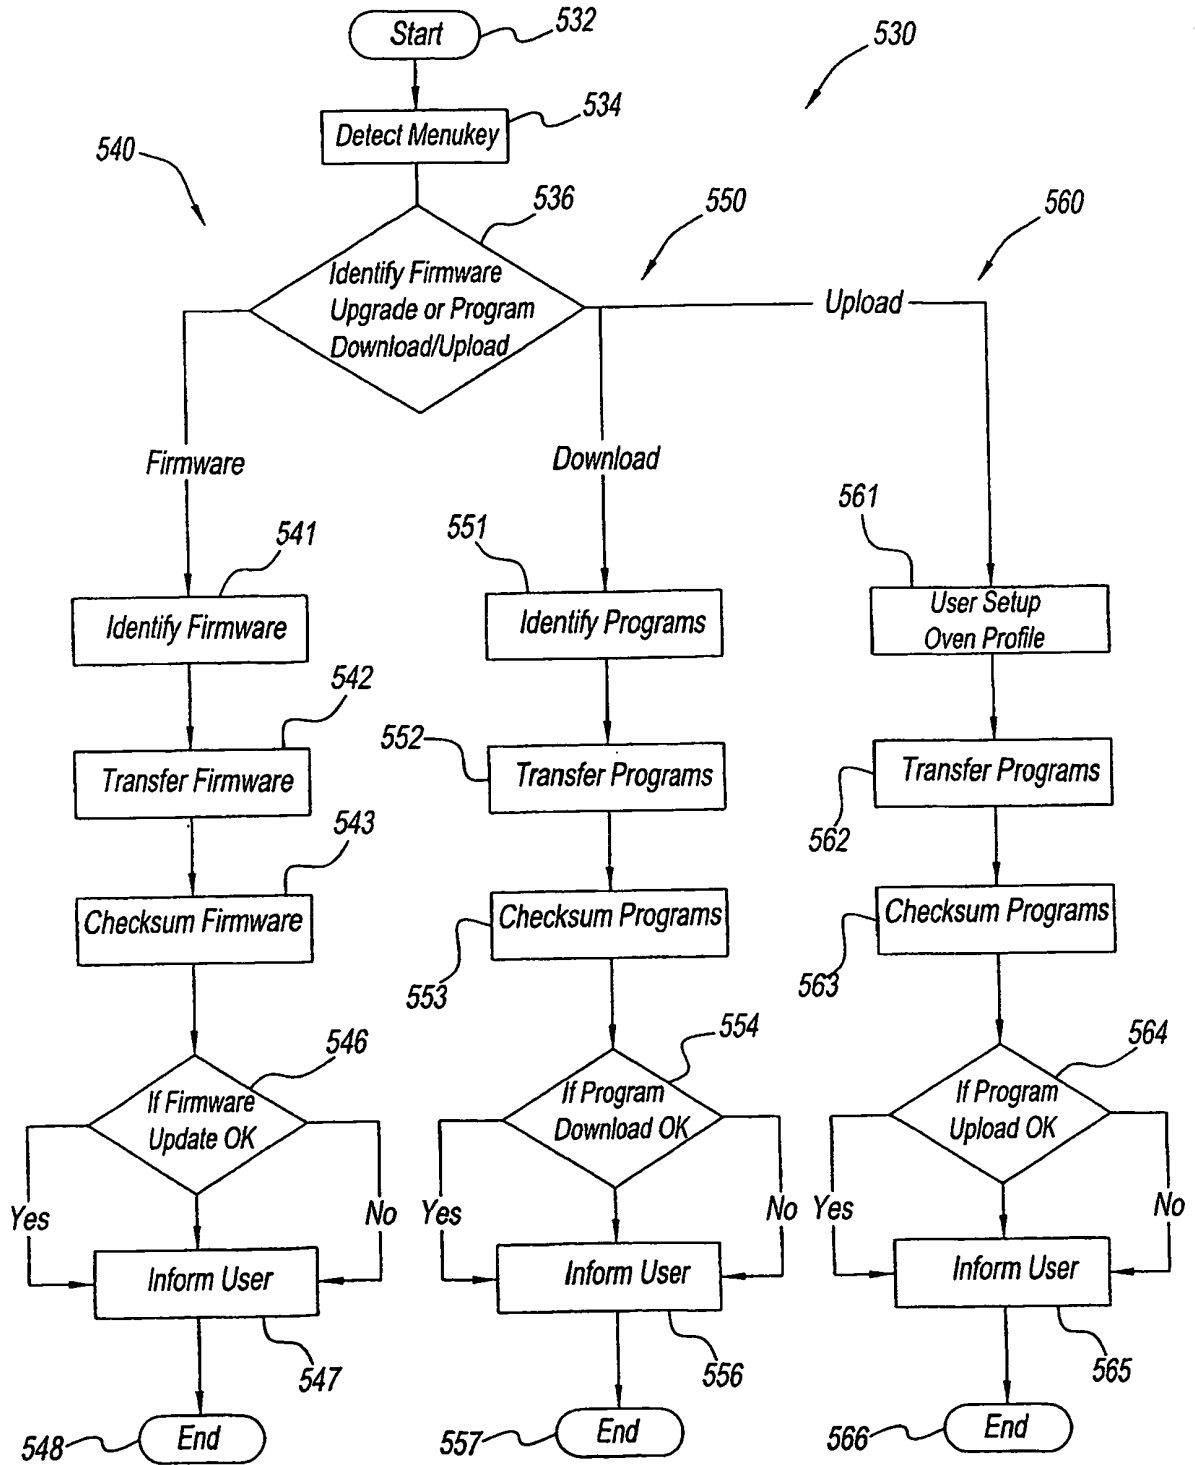 Start
532
530
Detect Menukey
534
540
536
550
560
Identify Firmware
Upgrade or Program
Download/Upload
Upload
Firmware
Download
541
551
561
Identify Firmware
Identify Programs
User Setup
Oven Profile
542
552
Transfer Firmware
Transfer Programs
Transfer Programs
562
543
Checksum Firmware
Checksum Programs
Checksum Programs
553
563
546
554
564
If Firmware
Update OK
If Program
Download OK
If Program
Upload OK
Yes
No
Yes
No
Yes
No
Inform User
Inform User
Inform User
547
556
565
End
548
End
557
End
566